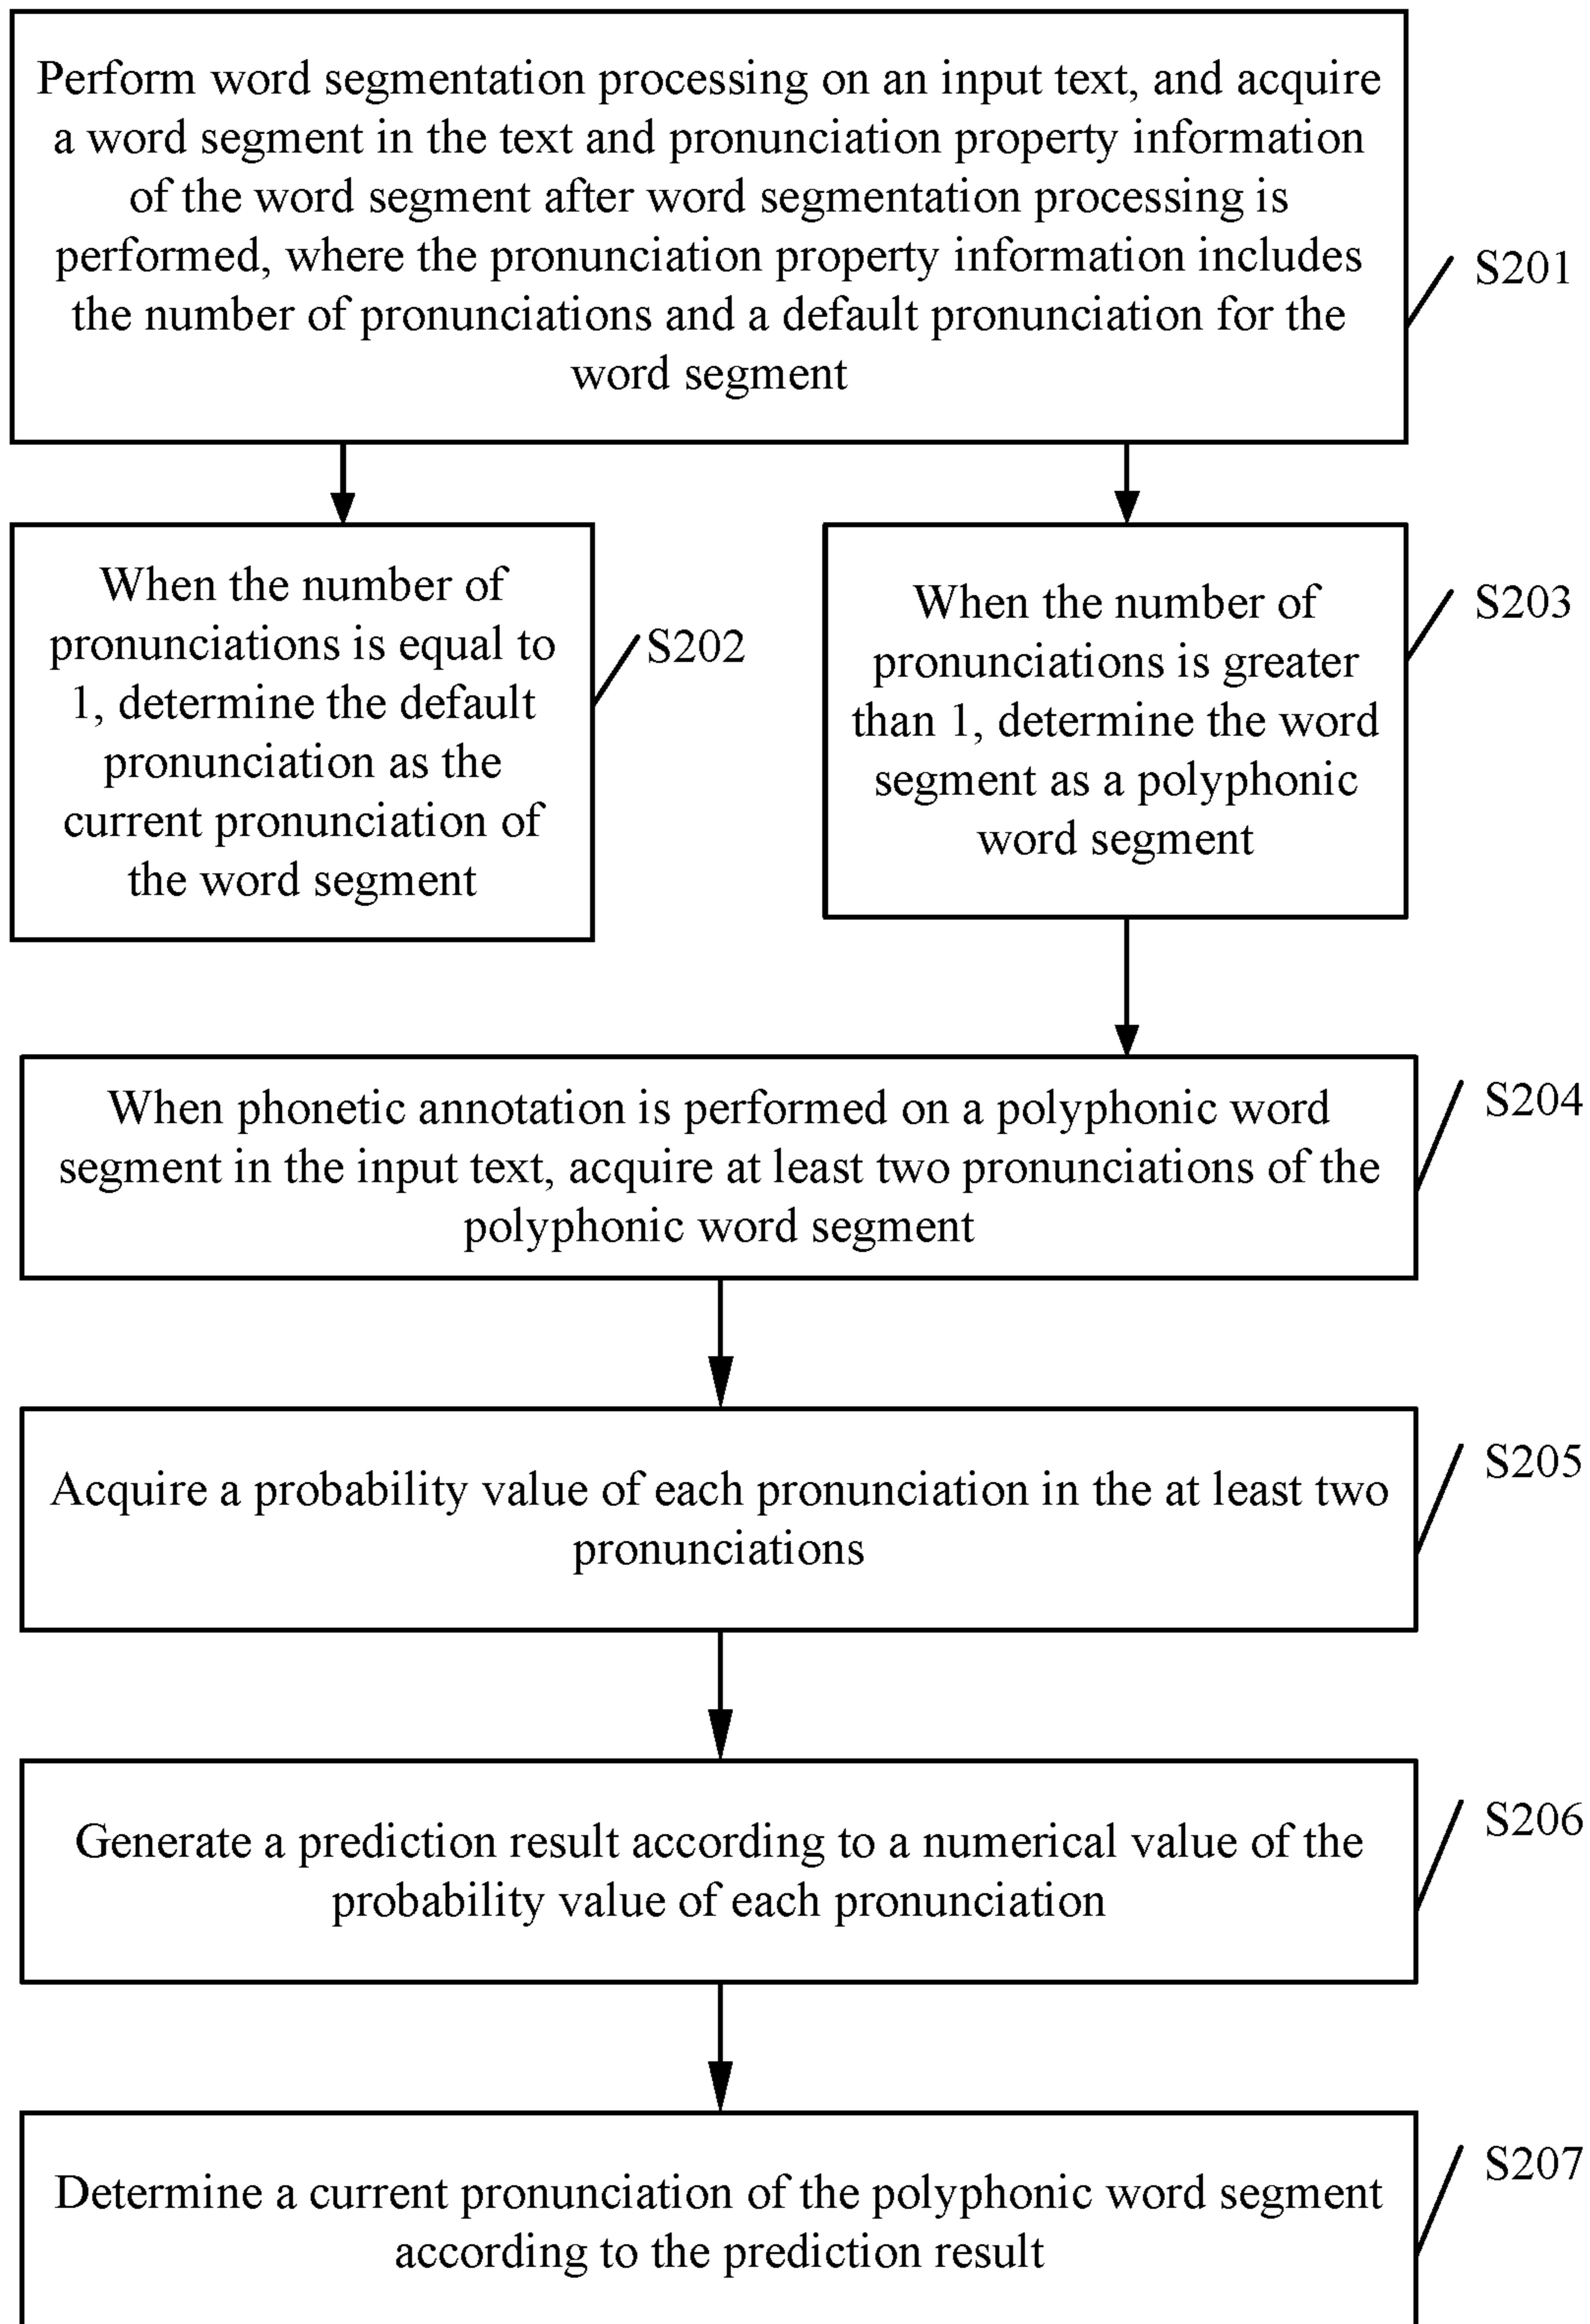 Perform word segmentation processing on an input text, and acquire
a word segment in the text and pronunciation property information
of the word segment after word segmentation processing is
performed, where the pronunciation property information includes
the number of pronunciations and a default pronunciation for the
word segment
S201
When the number of
pronunciations is equal to
1, determine the default
pronunciation as the
current pronunciation of
the word segment
S202
When the number of
pronunciations is greater
than 1, determine the word
segment as a polyphonic
word segment
S203
When phonetic annotation is performed on a polyphonic word
segment in the input text, acquire at least two pronunciations of the
polyphonic word segment
S204
Acquire a probability value of each pronunciation in the at least two
pronunciations
S205
Generate a prediction result according to a numerical value of the
probability value of each pronunciation
S206
Determine a current pronunciation of the polyphonic word segment
according to the prediction result
S207